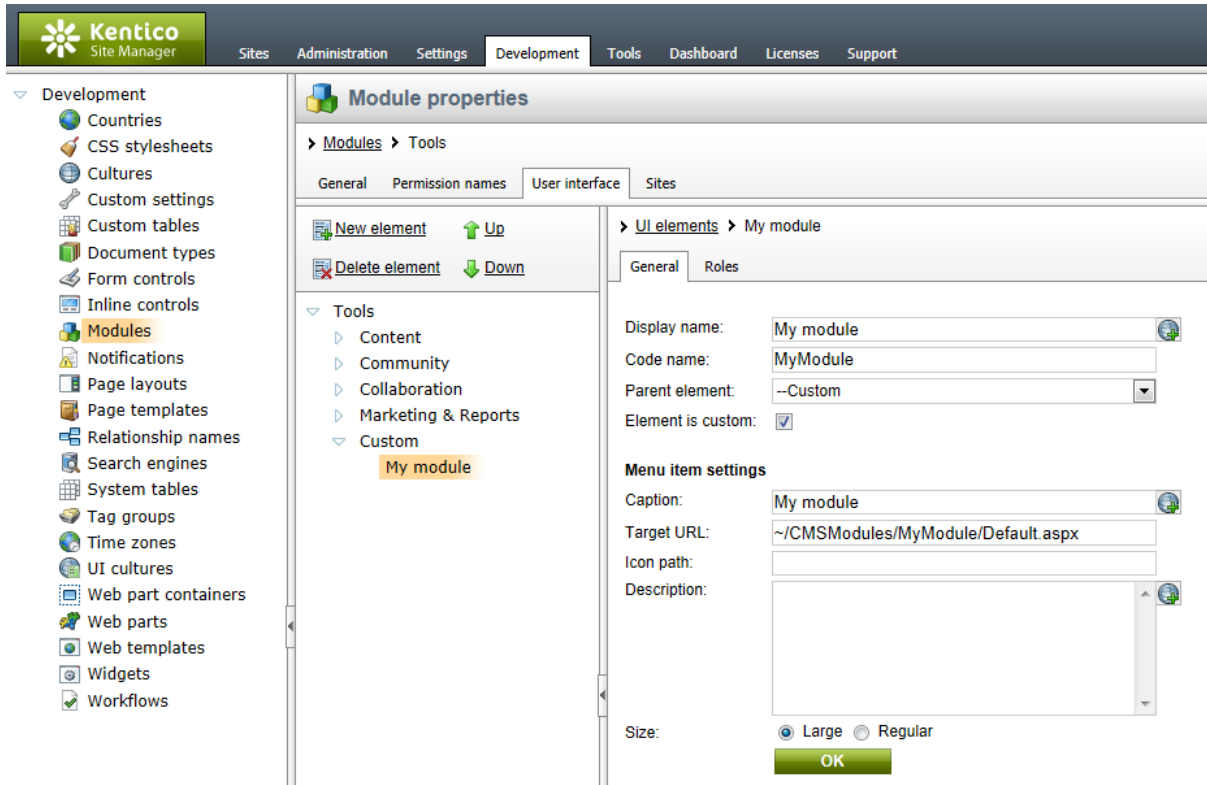 Kentico
Site Manager
Sites Administration Settings Development Tools Dashboard Licenses Support
Development
Countries
CSS stylesheets
Cultures
Custom settings
Custom tables
Document types
Form controls
Inline controls
Modules
Notifications
Page layouts
Page templates
Relationship names
Search engines
System tables
Tag groups
Time zones
UI cultures
Web part containers
Web parts
Web templates
Widgets
Workflows
Module properties
Modules Tools
General Permission names User interface Sites
New element Up
Delete element Down
Tools
Content
Community
Collaboration
Marketing & Reports
Custom
My module
UI elements My module
General Roles
Display name: My module
Code name: MyModule
Parent element: --Custom
Element is custom:
Menu item settings
Caption: My module
Target URL: ~/CMSModules/MyModule/Default.aspx
Icon path:
Description:
Size: Large Regular
OK